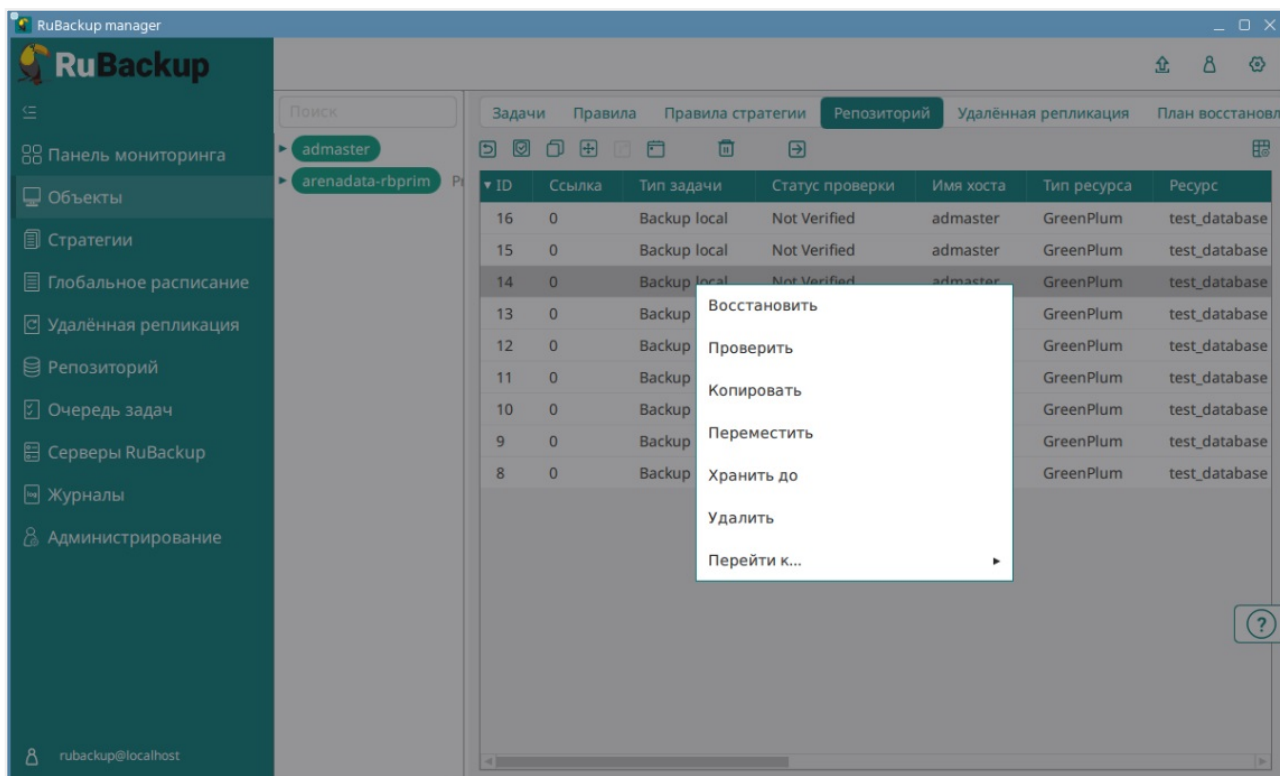 RuBackup manager
RuBackup
Поиск
Задачи Правила Правила стратегии Репозиторий Удалённая репликация План восстановл
Панель мониторинга
Объекты
Стратегии
Глобальное расписание
Удалённая репликация
Репозиторий
Очередь задач
Серверы RuBackup
Журналы
Администрирование
rubackup@localhost
admaster
arenadata-rbprim
ID Ссылка Тип задачи Статус проверки Имя хоста Тип ресурса Ресурс
16 0 Backup local Not Verified admaster GreenPlum test_database
15 0 Backup local Not Verified admaster GreenPlum test_database
14 0 Backup local Not Verified admaster GreenPlum test_database
13 0 Backup GreenPlum test_database
12 0 Backup GreenPlum test_database
11 0 Backup GreenPlum test_database
10 0 Backup GreenPlum test_database
9 0 Backup GreenPlum test_database
8 0 Backup GreenPlum test_database
Восстановить
Проверить
Копировать
Переместить
Хранить до
Удалить
Перейти к...
?